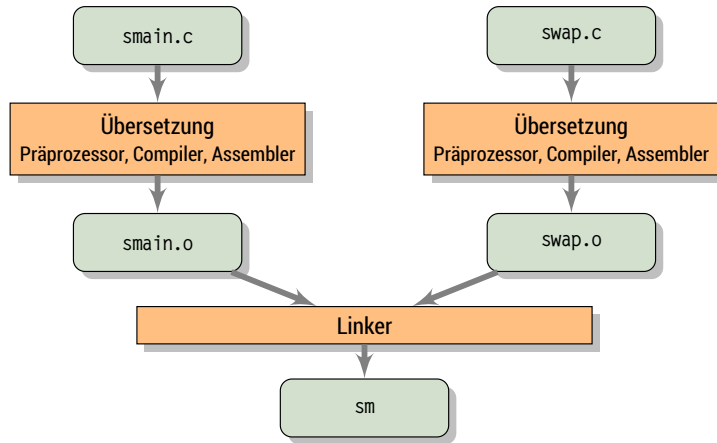 smain.c
swap.c
Übersetzung
Präprozessor, Compiler, Assembler
Übersetzung
Präprozessor, Compiler, Assembler
smain.o
swap.o
Linker
sm